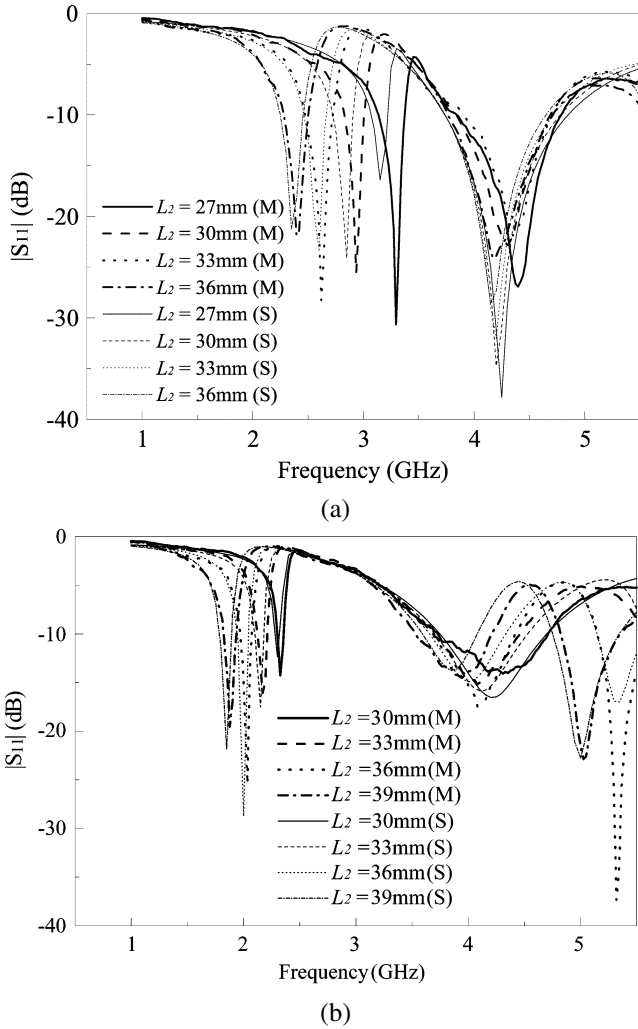 0
-10
-20
-30
-40
|S11| (dB)
L2 = 27mm (M)
L2 = 30mm (M)
L2 = 33mm (M)
L2 = 36mm (M)
L2 = 27mm (S)
L2 = 30mm (S)
L2 = 33mm (S)
L2 = 36mm (S)
1 2 3 4 5
Frequency (GHz)
(a)
0
-10
-20
-30
-40
|S11| (dB)
L2 =30mm(M)
L2 =33mm(M)
L2 =36mm(M)
L2 =39mm(M)
L2 =30mm(S)
L2 =33mm(S)
L2 =36mm(S)
L2 =39mm(S)
1 2 3 4 5
Frequency (GHz)
(b)